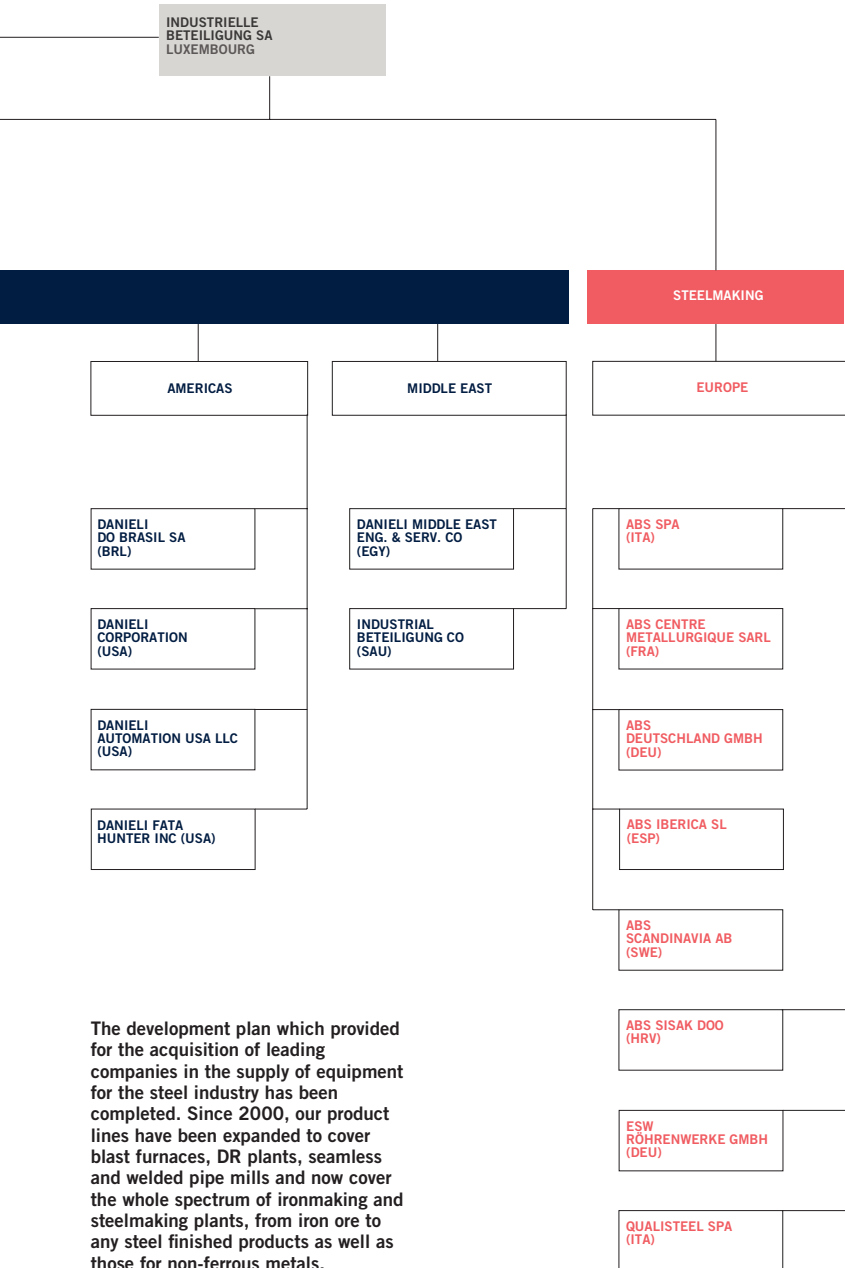 INDUSTRIELLE
BETEILIGUNG SA
LUXEMBOURG
STEELMAKING
AMERICAS
MIDDLE EAST
EUROPE
DANIELI
DO BRASIL SA
(BRL)
DANIELI
CORPORATION
(USA)
DANIELI
AUTOMATION USA LLC
(USA)
DANIELI FATA
HUNTER INC (USA)
DANIELI MIDDLE EAST
ENG. & SERV. CO
(EGY)
INDUSTRIAL
BETEILIGUNG CO
(SAU)
ABS SPA
(ITA)
ABS CENTRE
METALLURGIQUE SARL
(FRA)
ABS
DEUTSCHLAND GMBH
(DEU)
ABS IBERICA SL
(ESP)
ABS
SCANDINAVIA AB
(SWE)
ABS SISAK DOO
(HRV)
ESW
RÖHRENWERKE GMBH
(DEU)
QUALISTEEL SPA
(ITA)
The development plan which provided
for the acquisition of leading
companies in the supply of equipment
for the steel industry has been
completed. Since 2000, our product
lines have been expanded to cover
blast furnaces, DR plants, seamless
and welded pipe mills and now cover
the whole spectrum of ironmaking and
steelmaking plants, from iron ore to
any steel finished products as well as
those for non-ferrous metals.